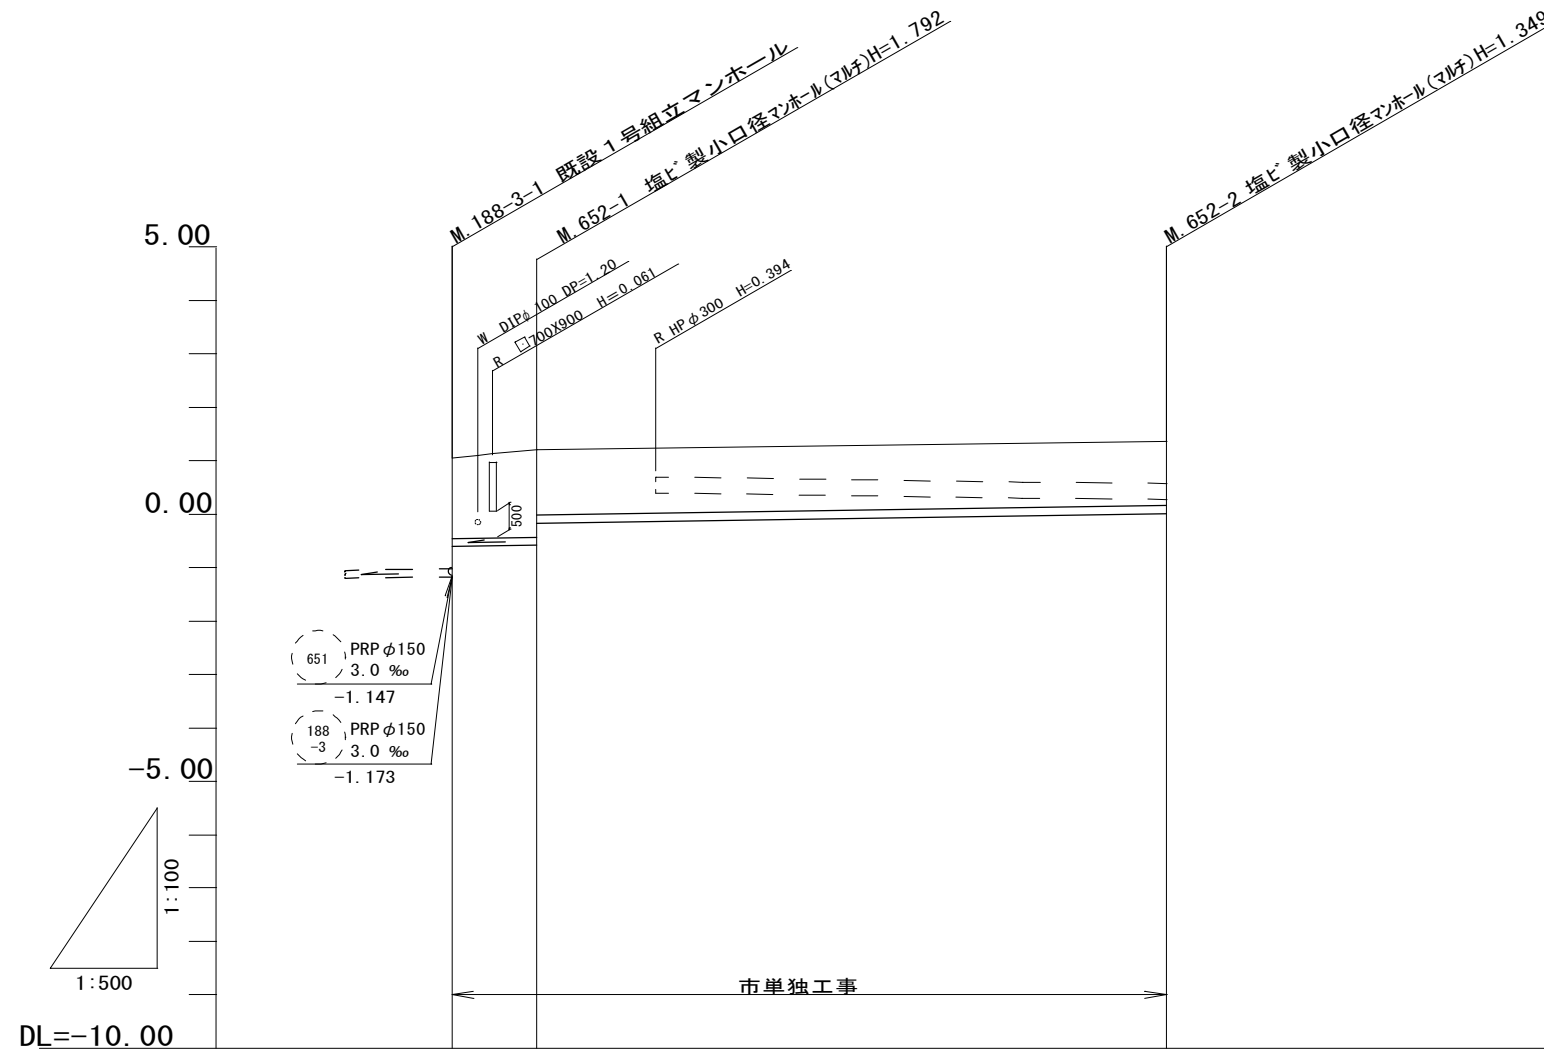 M.188-3-1 既設1号組立マンホール
M.652-1 塩ビ製小口径マンホール(マルチ)H=1.792
M.652-2 塩ビ製小口径マンホール(マルチ)H=1.349
W DIPφ100 DP=1.20
R □700X900 H=0.061
R HPφ300 H=0.394
5.00
0.00
500
651
PRPφ150
3.0 ‰
-1.147
188
-3
PRPφ150
3.0 ‰
-1.173
-5.00
1:100
1:500
市単独工事
DL=-10.00